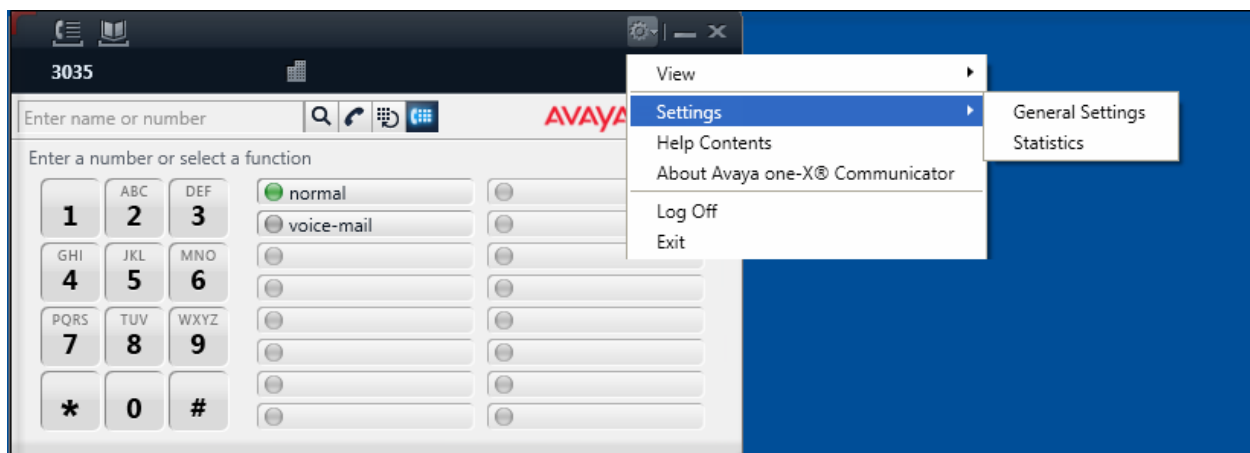 3035
View
Enter name or number
AVAYA
Settings
General Settings
Help Contents
Statistics
About Avaya one-X® Communicator
Log Off
Exit
Enter a number or select a function
1
ABC
2
DEF
3
normal
voice-mail
GHI
4
JKL
5
MNO
6
PQRS
7
TUV
8
WXYZ
9
*
0
#